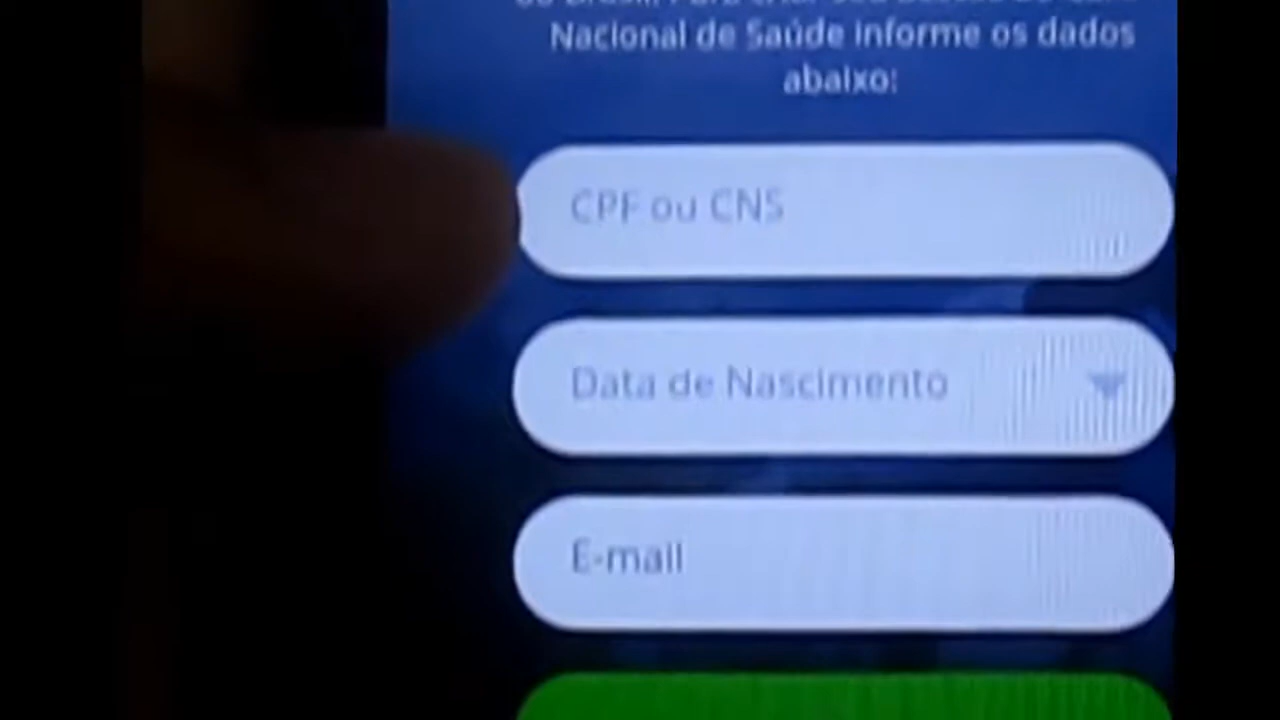 Nacional de Saúde informe os dados
abaixo:
CPF ou CNS
Data de Nascimento
E-mail